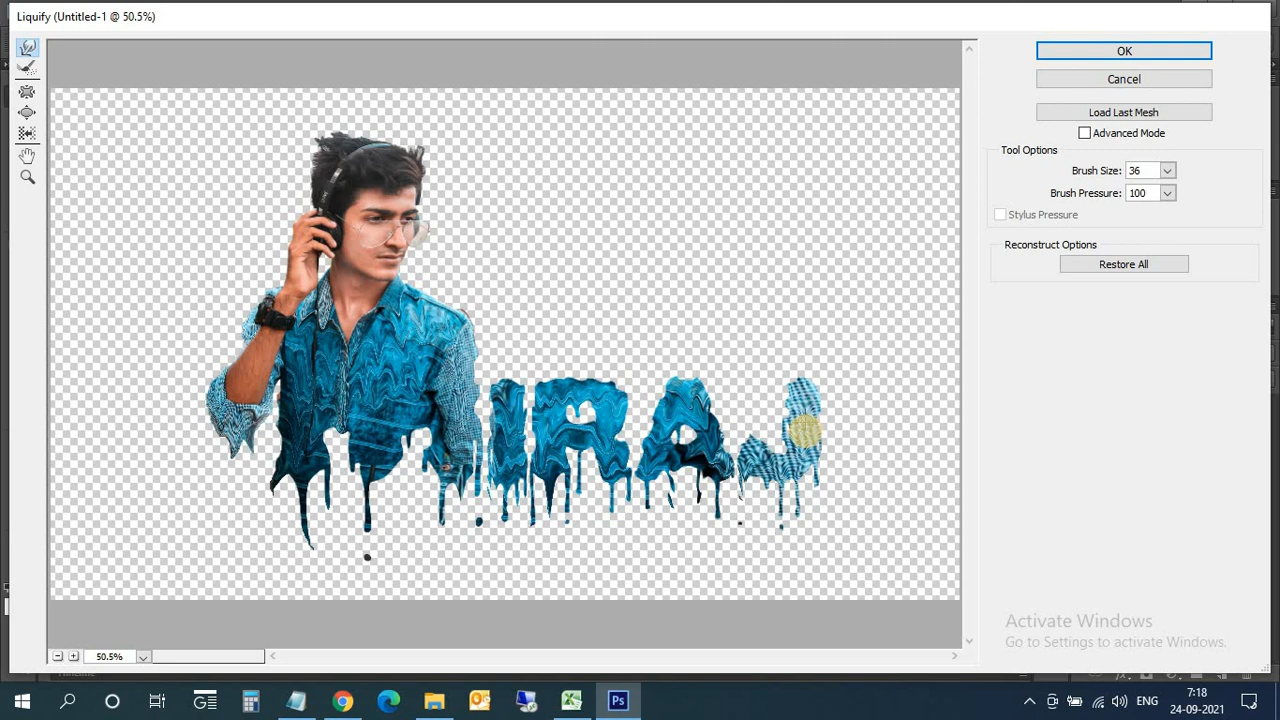 Liquify (Untitled-1 @ 50.5%)
OK
Cancel
Load Last Mesh
Advanced Mode
Tool Options
Brush Size: 36
Brush Pressure: 100
Stylus Pressure
Reconstruct Options
Restore All
IRAJ
Activate Windows
Go to Settings to activate Windows.
50.5%
Timeline
ENG
7:18
24-09-2021